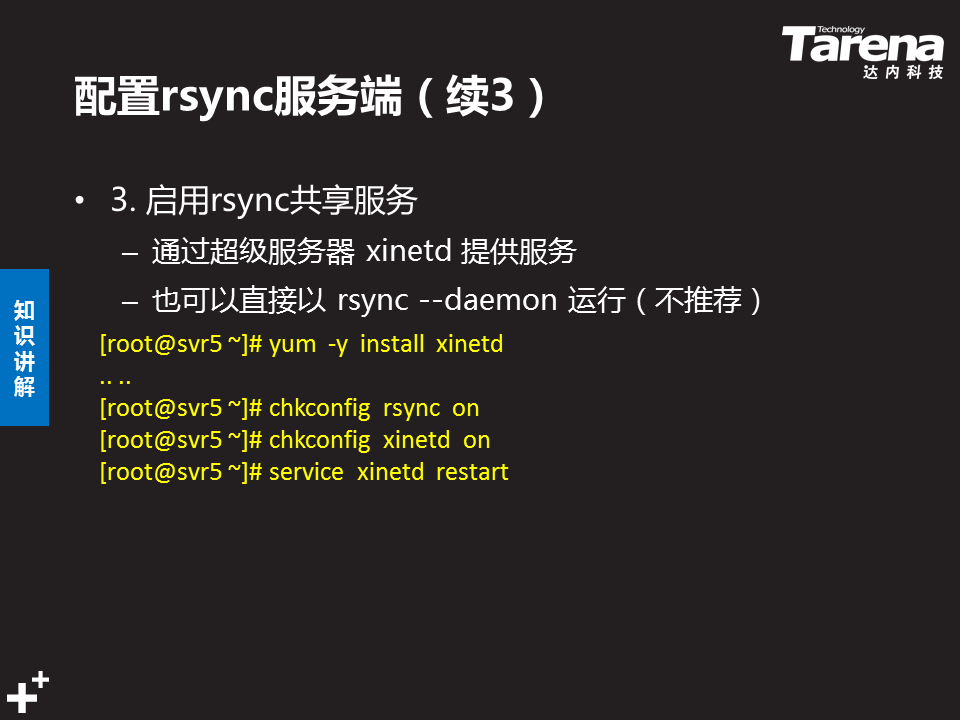 Technology
Tarena
达内科技
配置rsync服务端（续3）
• 3. 启用rsync共享服务
– 通过超级服务器 xinetd 提供服务
– 也可以直接以 rsync --daemon 运行（不推荐）
知识讲解
[root@svr5 ~]# yum -y install xinetd
.. ..
[root@svr5 ~]# chkconfig rsync on
[root@svr5 ~]# chkconfig xinetd on
[root@svr5 ~]# service xinetd restart